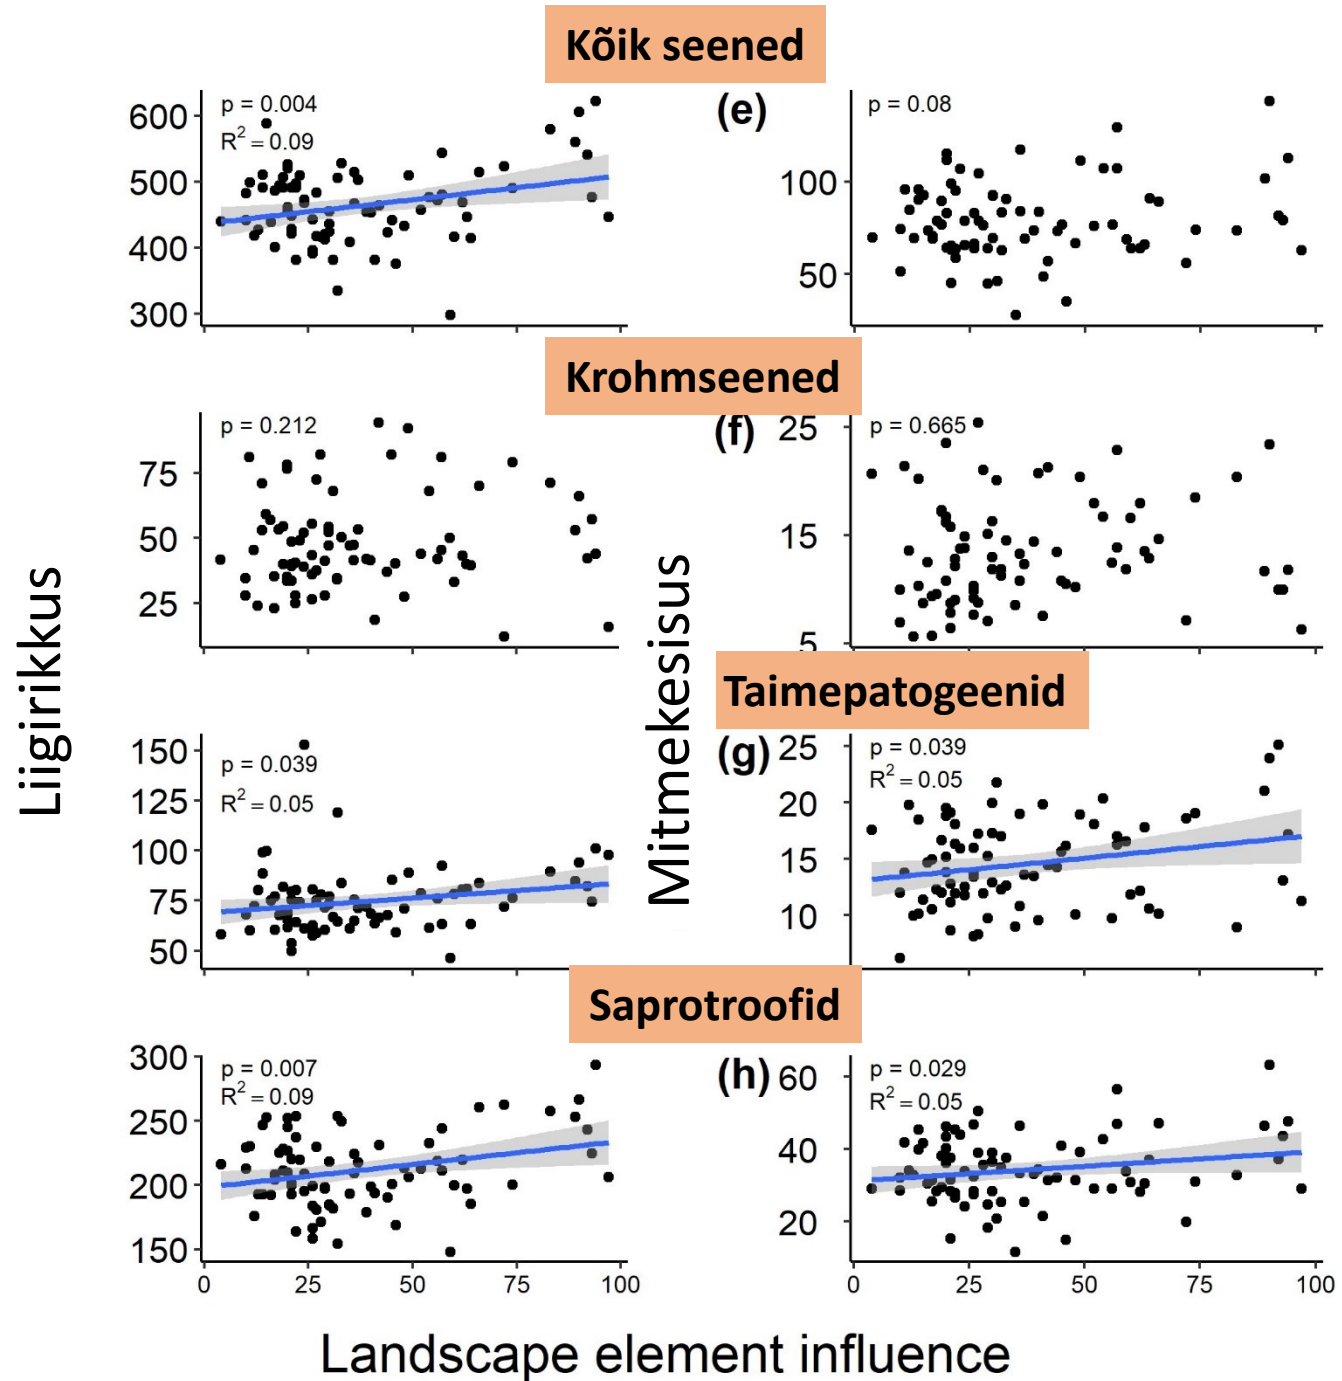 Kõik seened
p = 0.004
R² = 0.09
600
500
400
300
(e)
p = 0.08
100
50
Krohmseened
p = 0.212
75
50
25
(f)
p = 0.665
25
15
5
Liigirikkus
Mitmekesisus
Taimepatogeenid
p = 0.039
R² = 0.05
150
125
100
75
50
(g)
p = 0.039
R² = 0.05
25
20
15
10
Saprotroofid
p = 0.007
R² = 0.09
300
250
200
150
0 25 50 75 100
(h)
p = 0.029
R² = 0.05
60
40
20
0 25 50 75 100
Landscape element influence